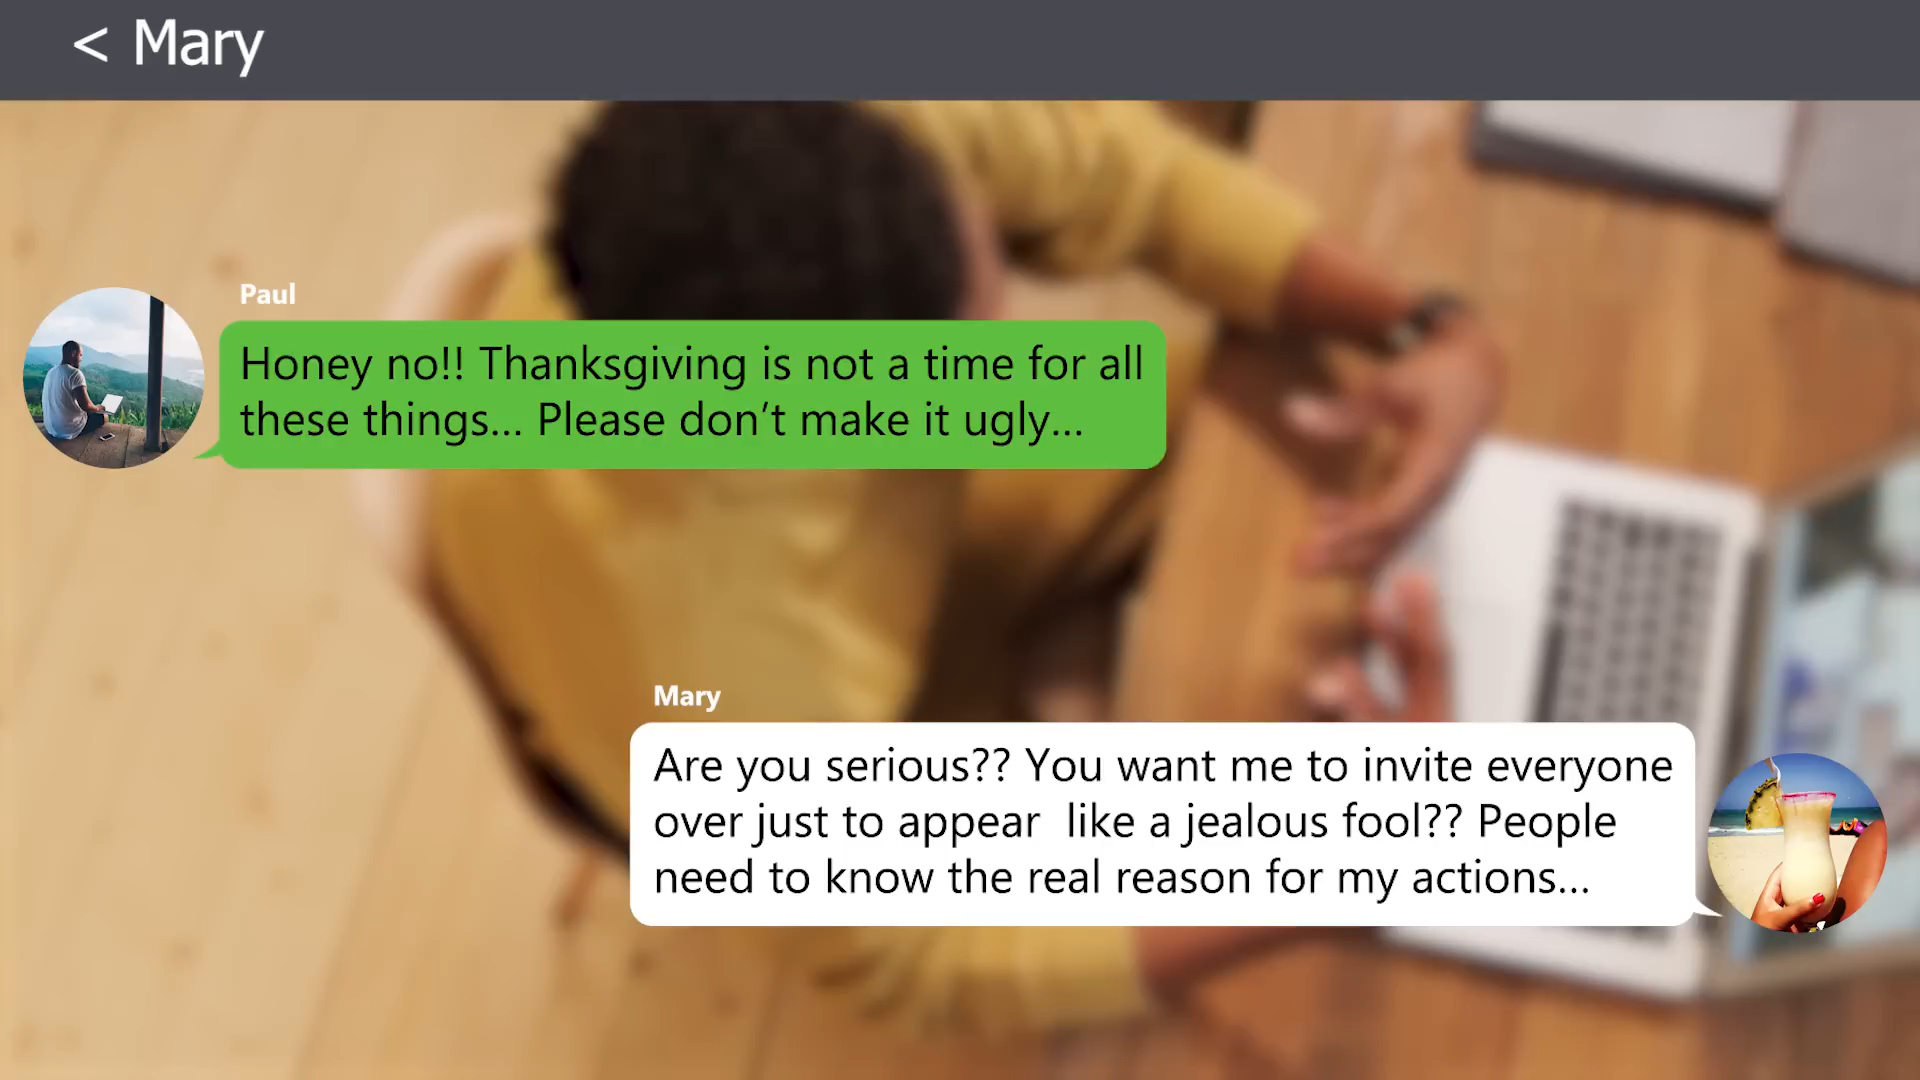 < Mary
Paul
Honey no!! Thanksgiving is not a time for all
these things... Please don’t make it ugly...
Mary
Are you serious?? You want me to invite everyone
over just to appear  like a jealous fool?? People
need to know the real reason for my actions...